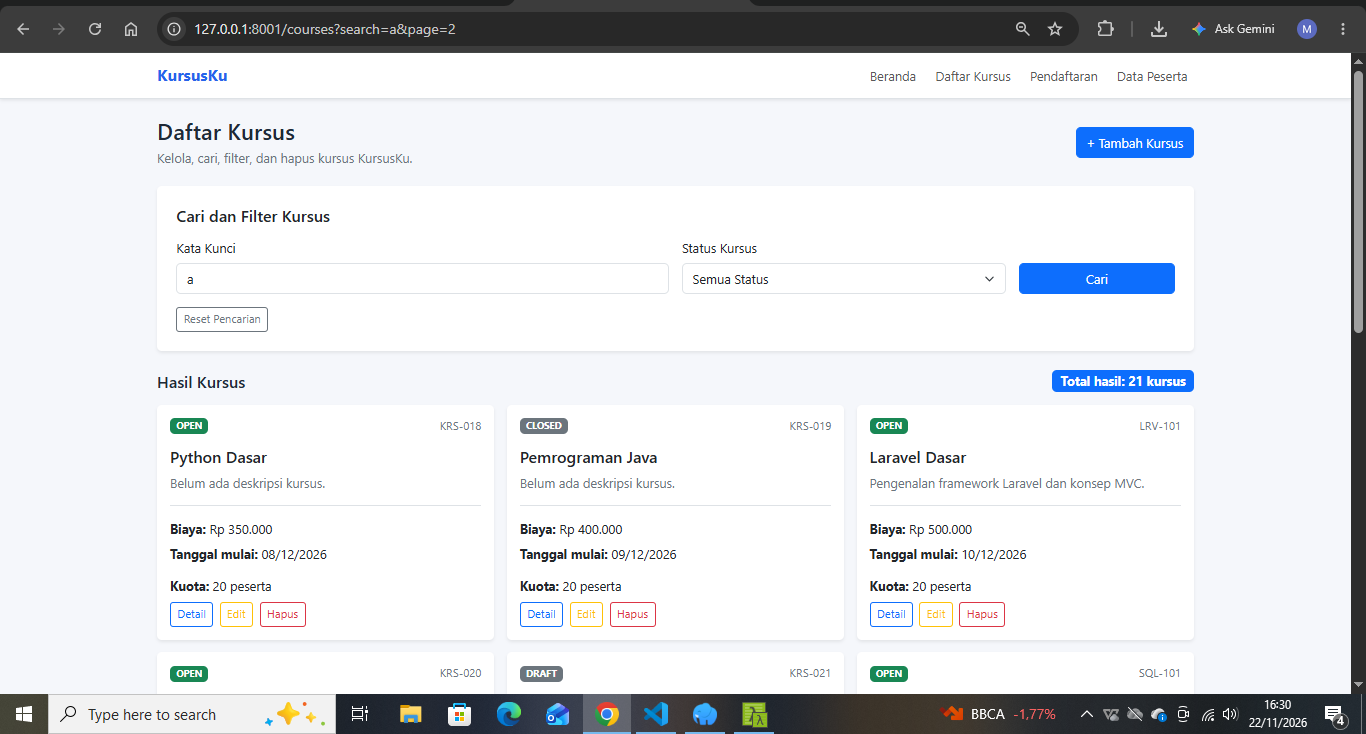 127.0.0.1:8001/courses?search=a&page=2
Ask Gemini
M
KursusKu
Beranda Daftar Kursus Pendaftaran Data Peserta
Daftar Kursus
Kelola, cari, filter, dan hapus kursus KursusKu.
+ Tambah Kursus
Cari dan Filter Kursus
Kata Kunci
Status Kursus
a
Semua Status
Cari
Reset Pencarian
Hasil Kursus
Total hasil: 21 kursus
OPEN KRS-018
Python Dasar
Belum ada deskripsi kursus.
Biaya: Rp 350.000
Tanggal mulai: 08/12/2026
Kuota: 20 peserta
Detail Edit Hapus
CLOSED KRS-019
Pemrograman Java
Belum ada deskripsi kursus.
Biaya: Rp 400.000
Tanggal mulai: 09/12/2026
Kuota: 20 peserta
Detail Edit Hapus
OPEN LRV-101
Laravel Dasar
Pengenalan framework Laravel dan konsep MVC.
Biaya: Rp 500.000
Tanggal mulai: 10/12/2026
Kuota: 20 peserta
Detail Edit Hapus
OPEN KRS-020
DRAFT KRS-021
OPEN SQL-101
Type here to search
BBCA -1,77%
16:30
22/11/2026
4